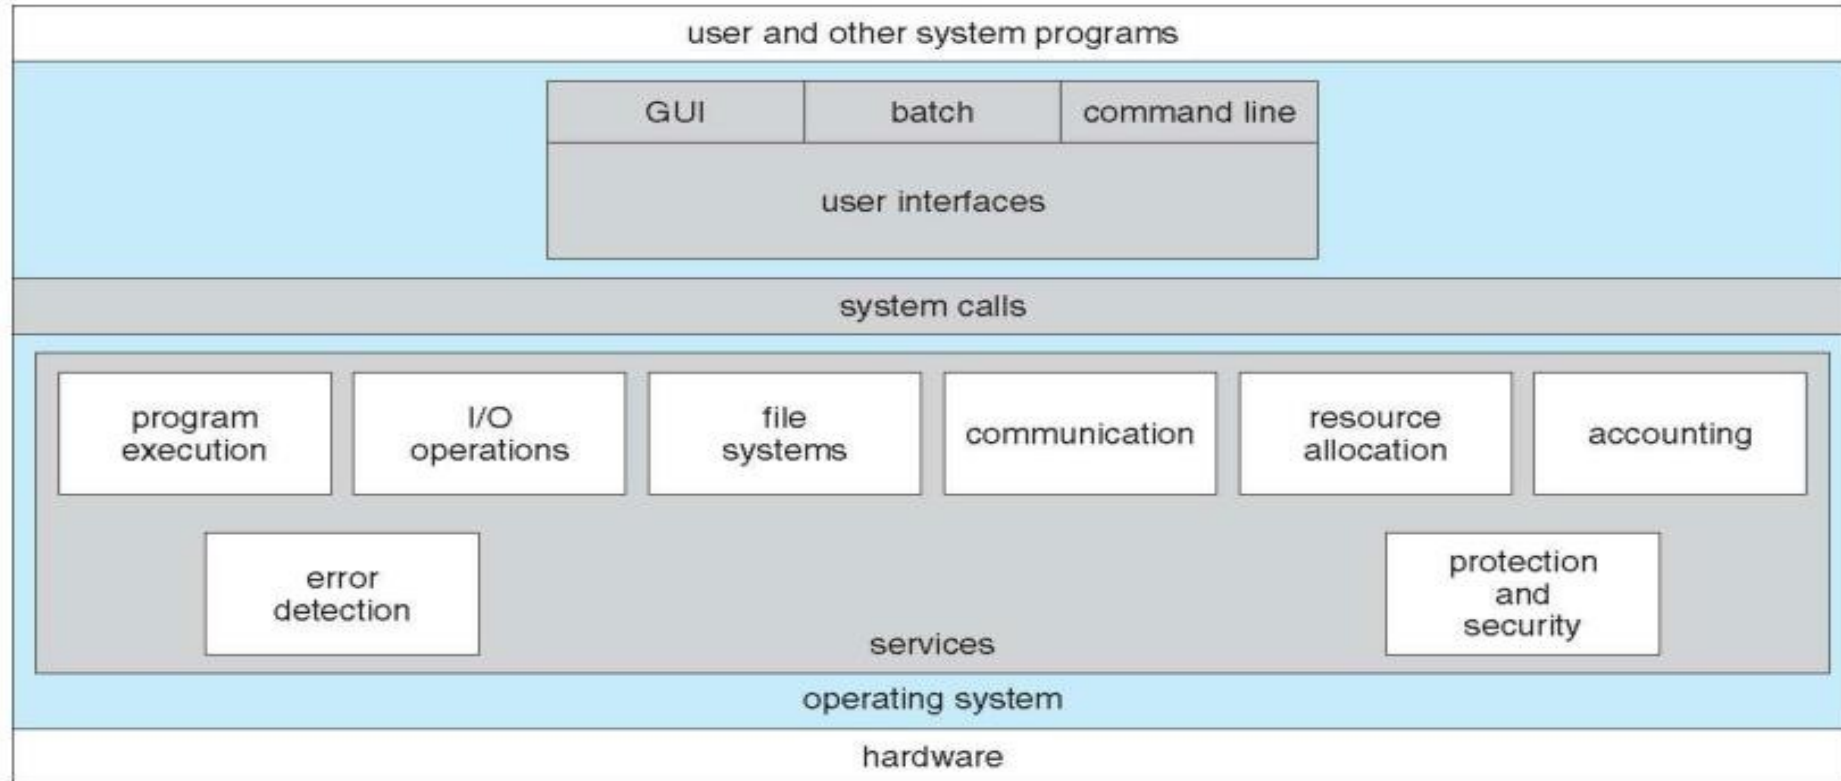 user and other system programs
GUI
batch
command line
user interfaces
system calls
program
execution
I/O
operations
file
systems
communication
resource
allocation
accounting
error
detection
protection
and
security
services
operating system
hardware